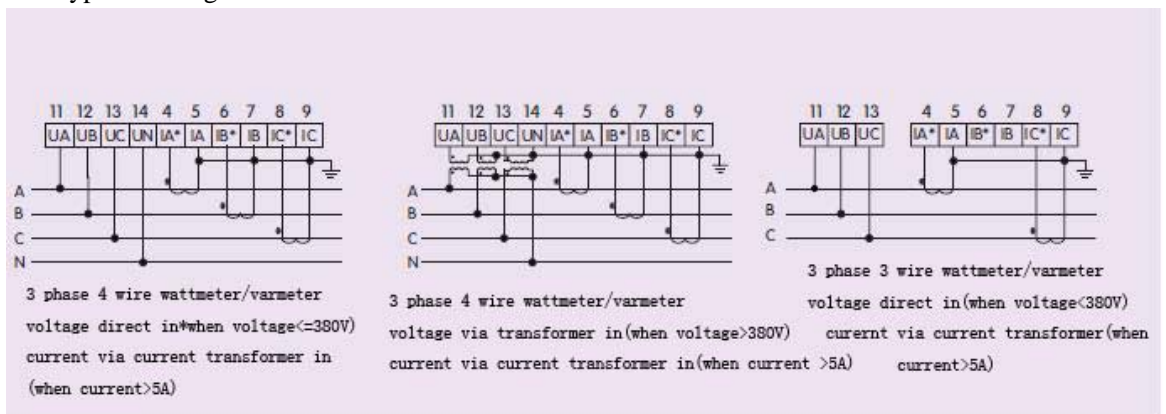 11 12 13 14 4 5 6 7 8 9
UA UB UC UN IA* IA IB* IB IC* IC
A
B
C
N
3 phase 4 wire wattmeter/varmeter
voltage direct in*when voltage<=380V)
current via current transformer in
(when current>5A)
11 12 13 14 4 5 6 7 8 9
UA UB UC UN IA* IA IB* IB IC* IC
A
B
C
N
3 phase 4 wire wattmeter/varmeter
voltage via transformer in(when voltage>380V)
current via current transformer in(when current >5A)
11 12 13 4 5 6 7 8 9
UA UB UC IA* IA IB* IB IC* IC
A
B
C
3 phase 3 wire wattmeter/varmeter
voltage direct in(when voltage<380V)
curernt via current transformer(when
current>5A)